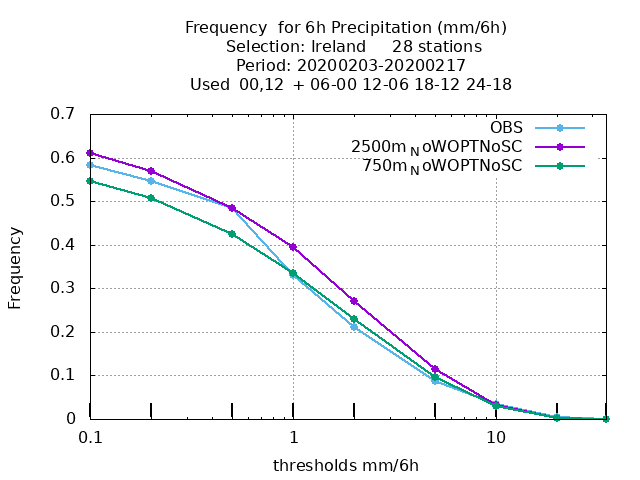 Frequency  for 6h Precipitation (mm/6h)
Selection: Ireland     28 stations
Period: 20200203-20200217
Used  00,12  + 06-00 12-06 18-12 24-18
OBS
2500m_NoWOPTNoSC
750m_NoWOPTNoSC
0.7
0.6
0.5
0.4
0.3
0.2
0.1
0
Frequency
0.1 1 10
thresholds mm/6h